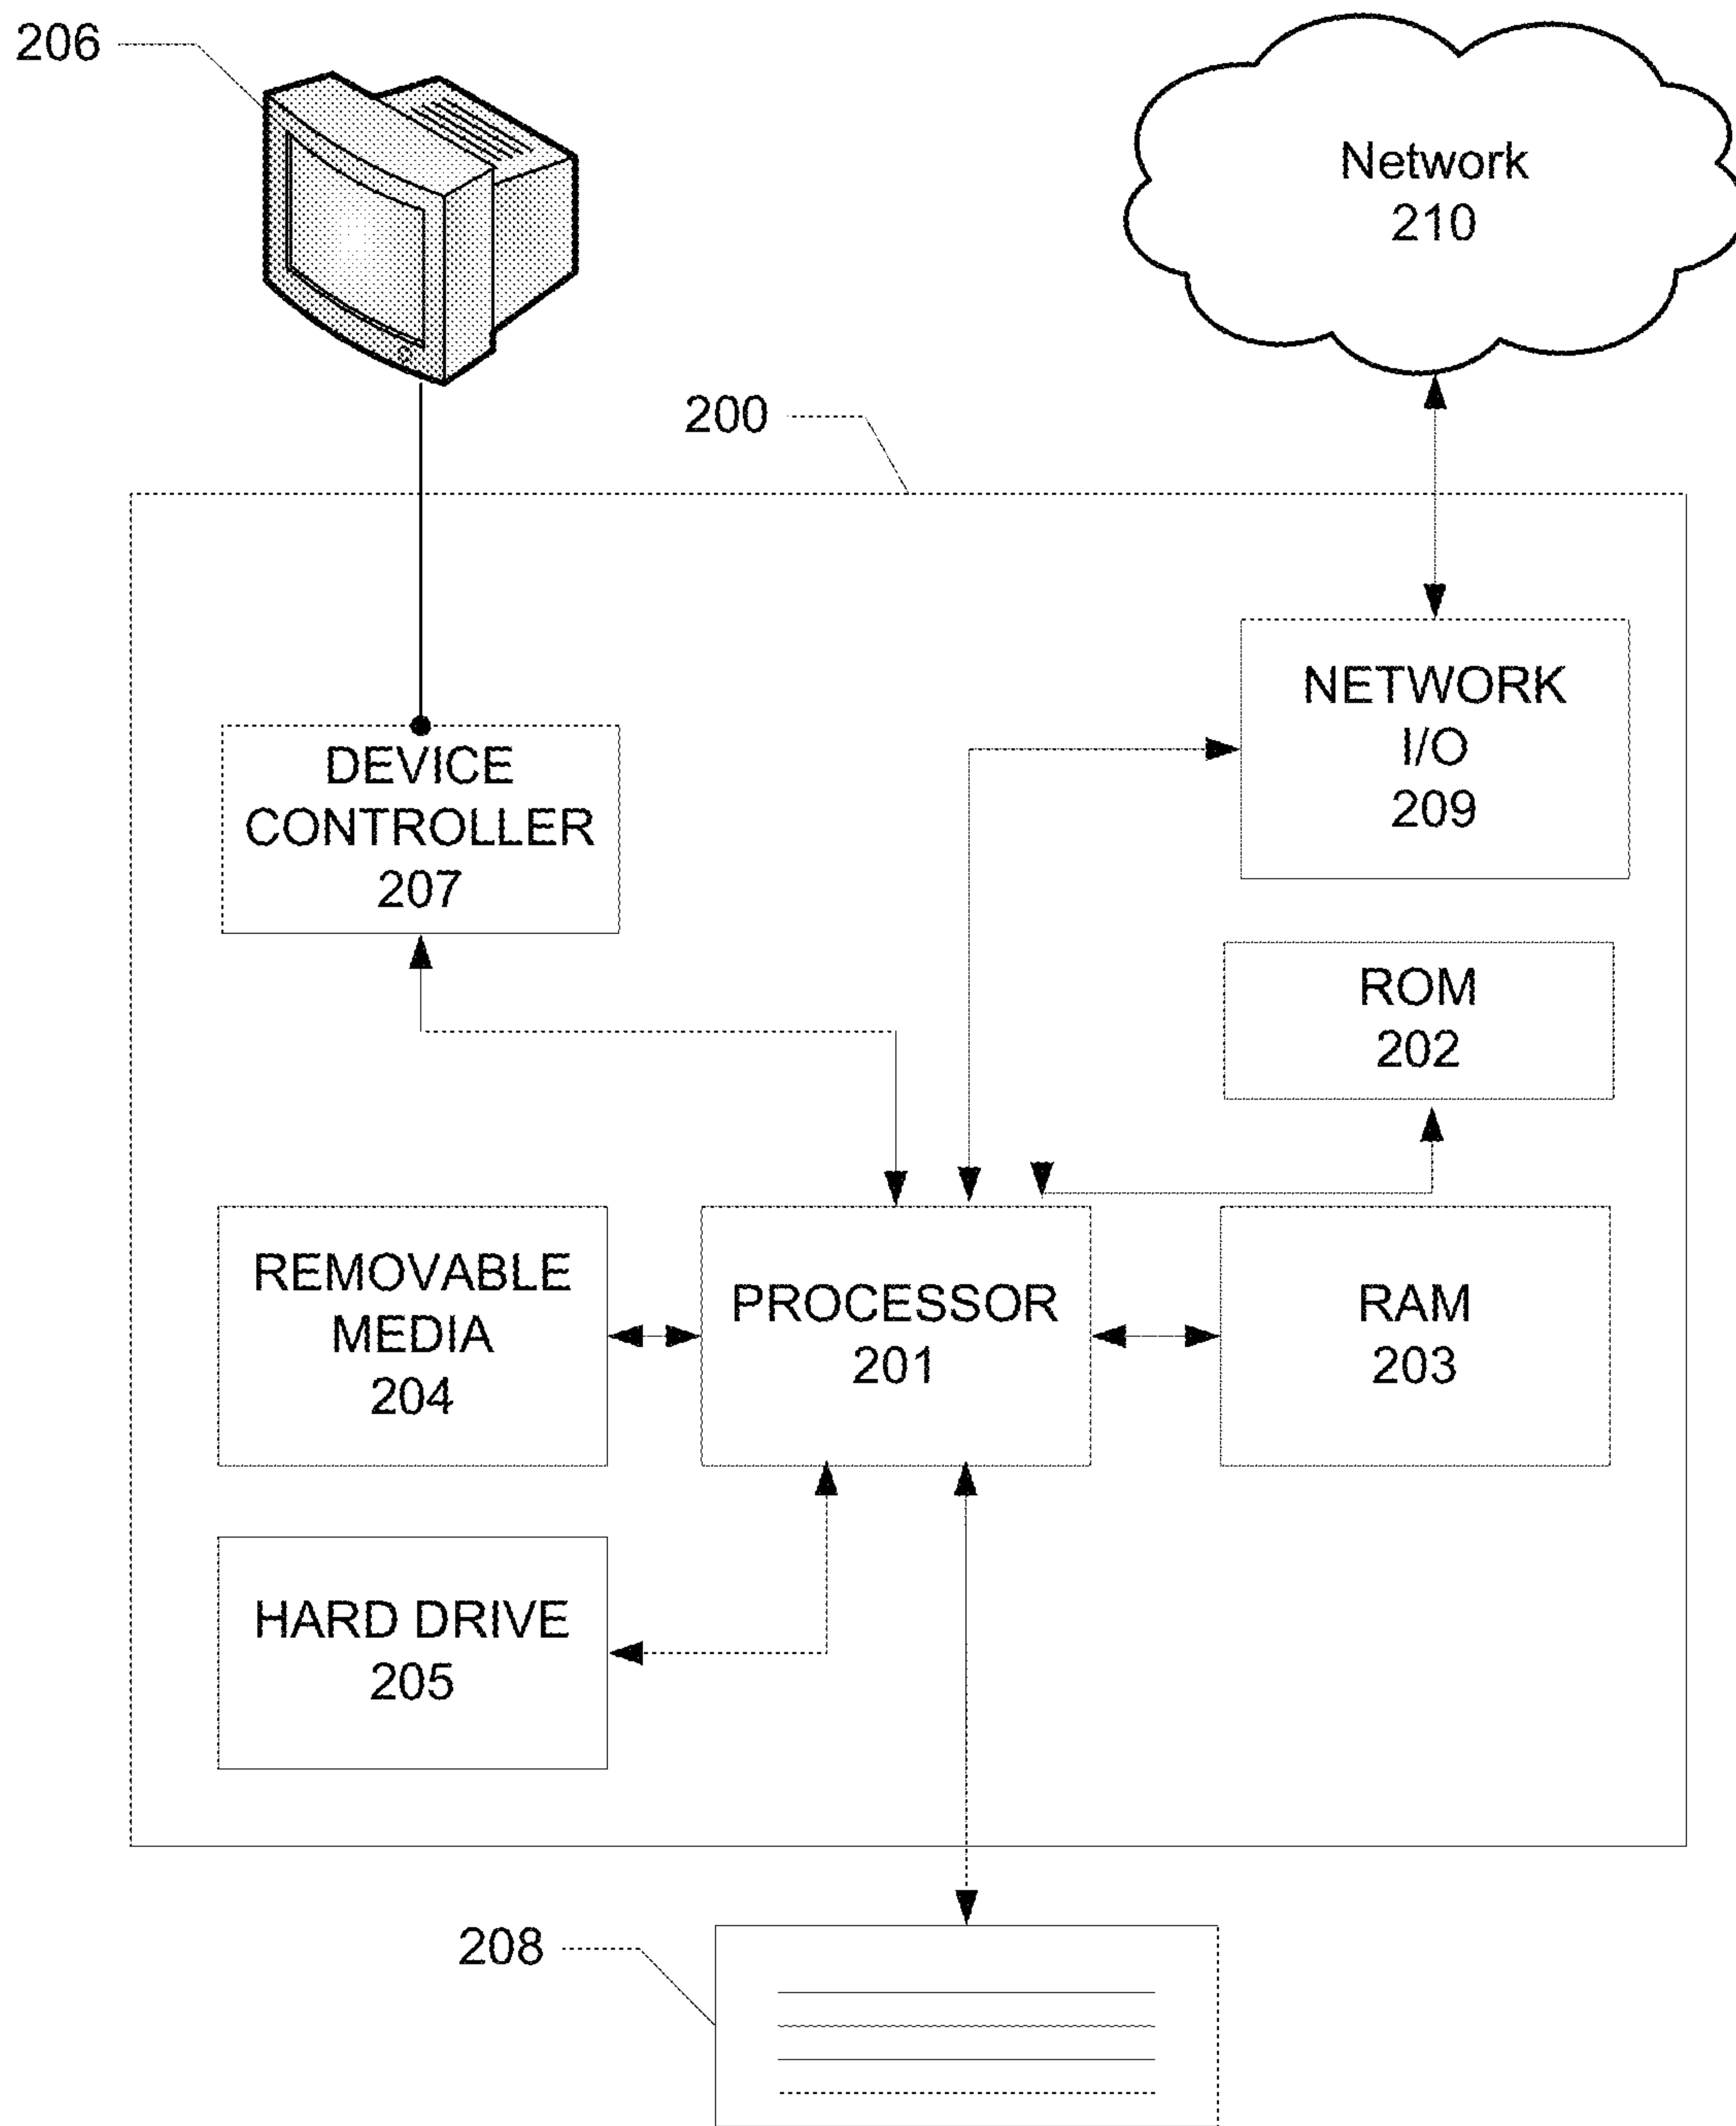 206
Network
210
200
NETWORK
I/O
209
DEVICE
CONTROLLER
207
ROM
202
REMOVABLE
MEDIA
204
PROCESSOR
201
RAM
203
HARD DRIVE
205
208